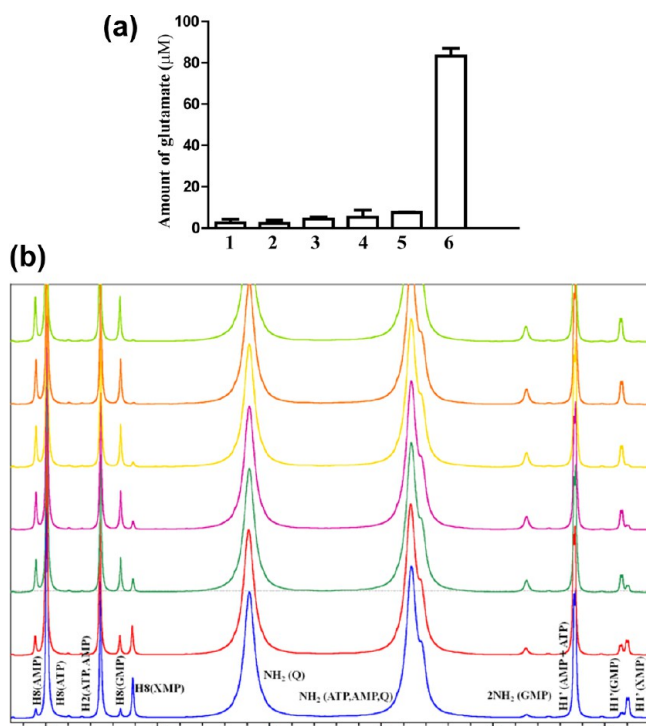 (a)
Amount of glutamate (μM)
100
80
60
40
20
0
1 2 3 4 5 6
(b)
H8(AMP)
H8(ATP)
H2(ATP, AMP)
H8(GMP)
H8(XMP)
NH₂ (Q)
NH₂ (ATP,AMP,Q)
2NH₂ (GMP)
H1' (AMP + ATP)
H1'(GMP)
H1' (XMP)